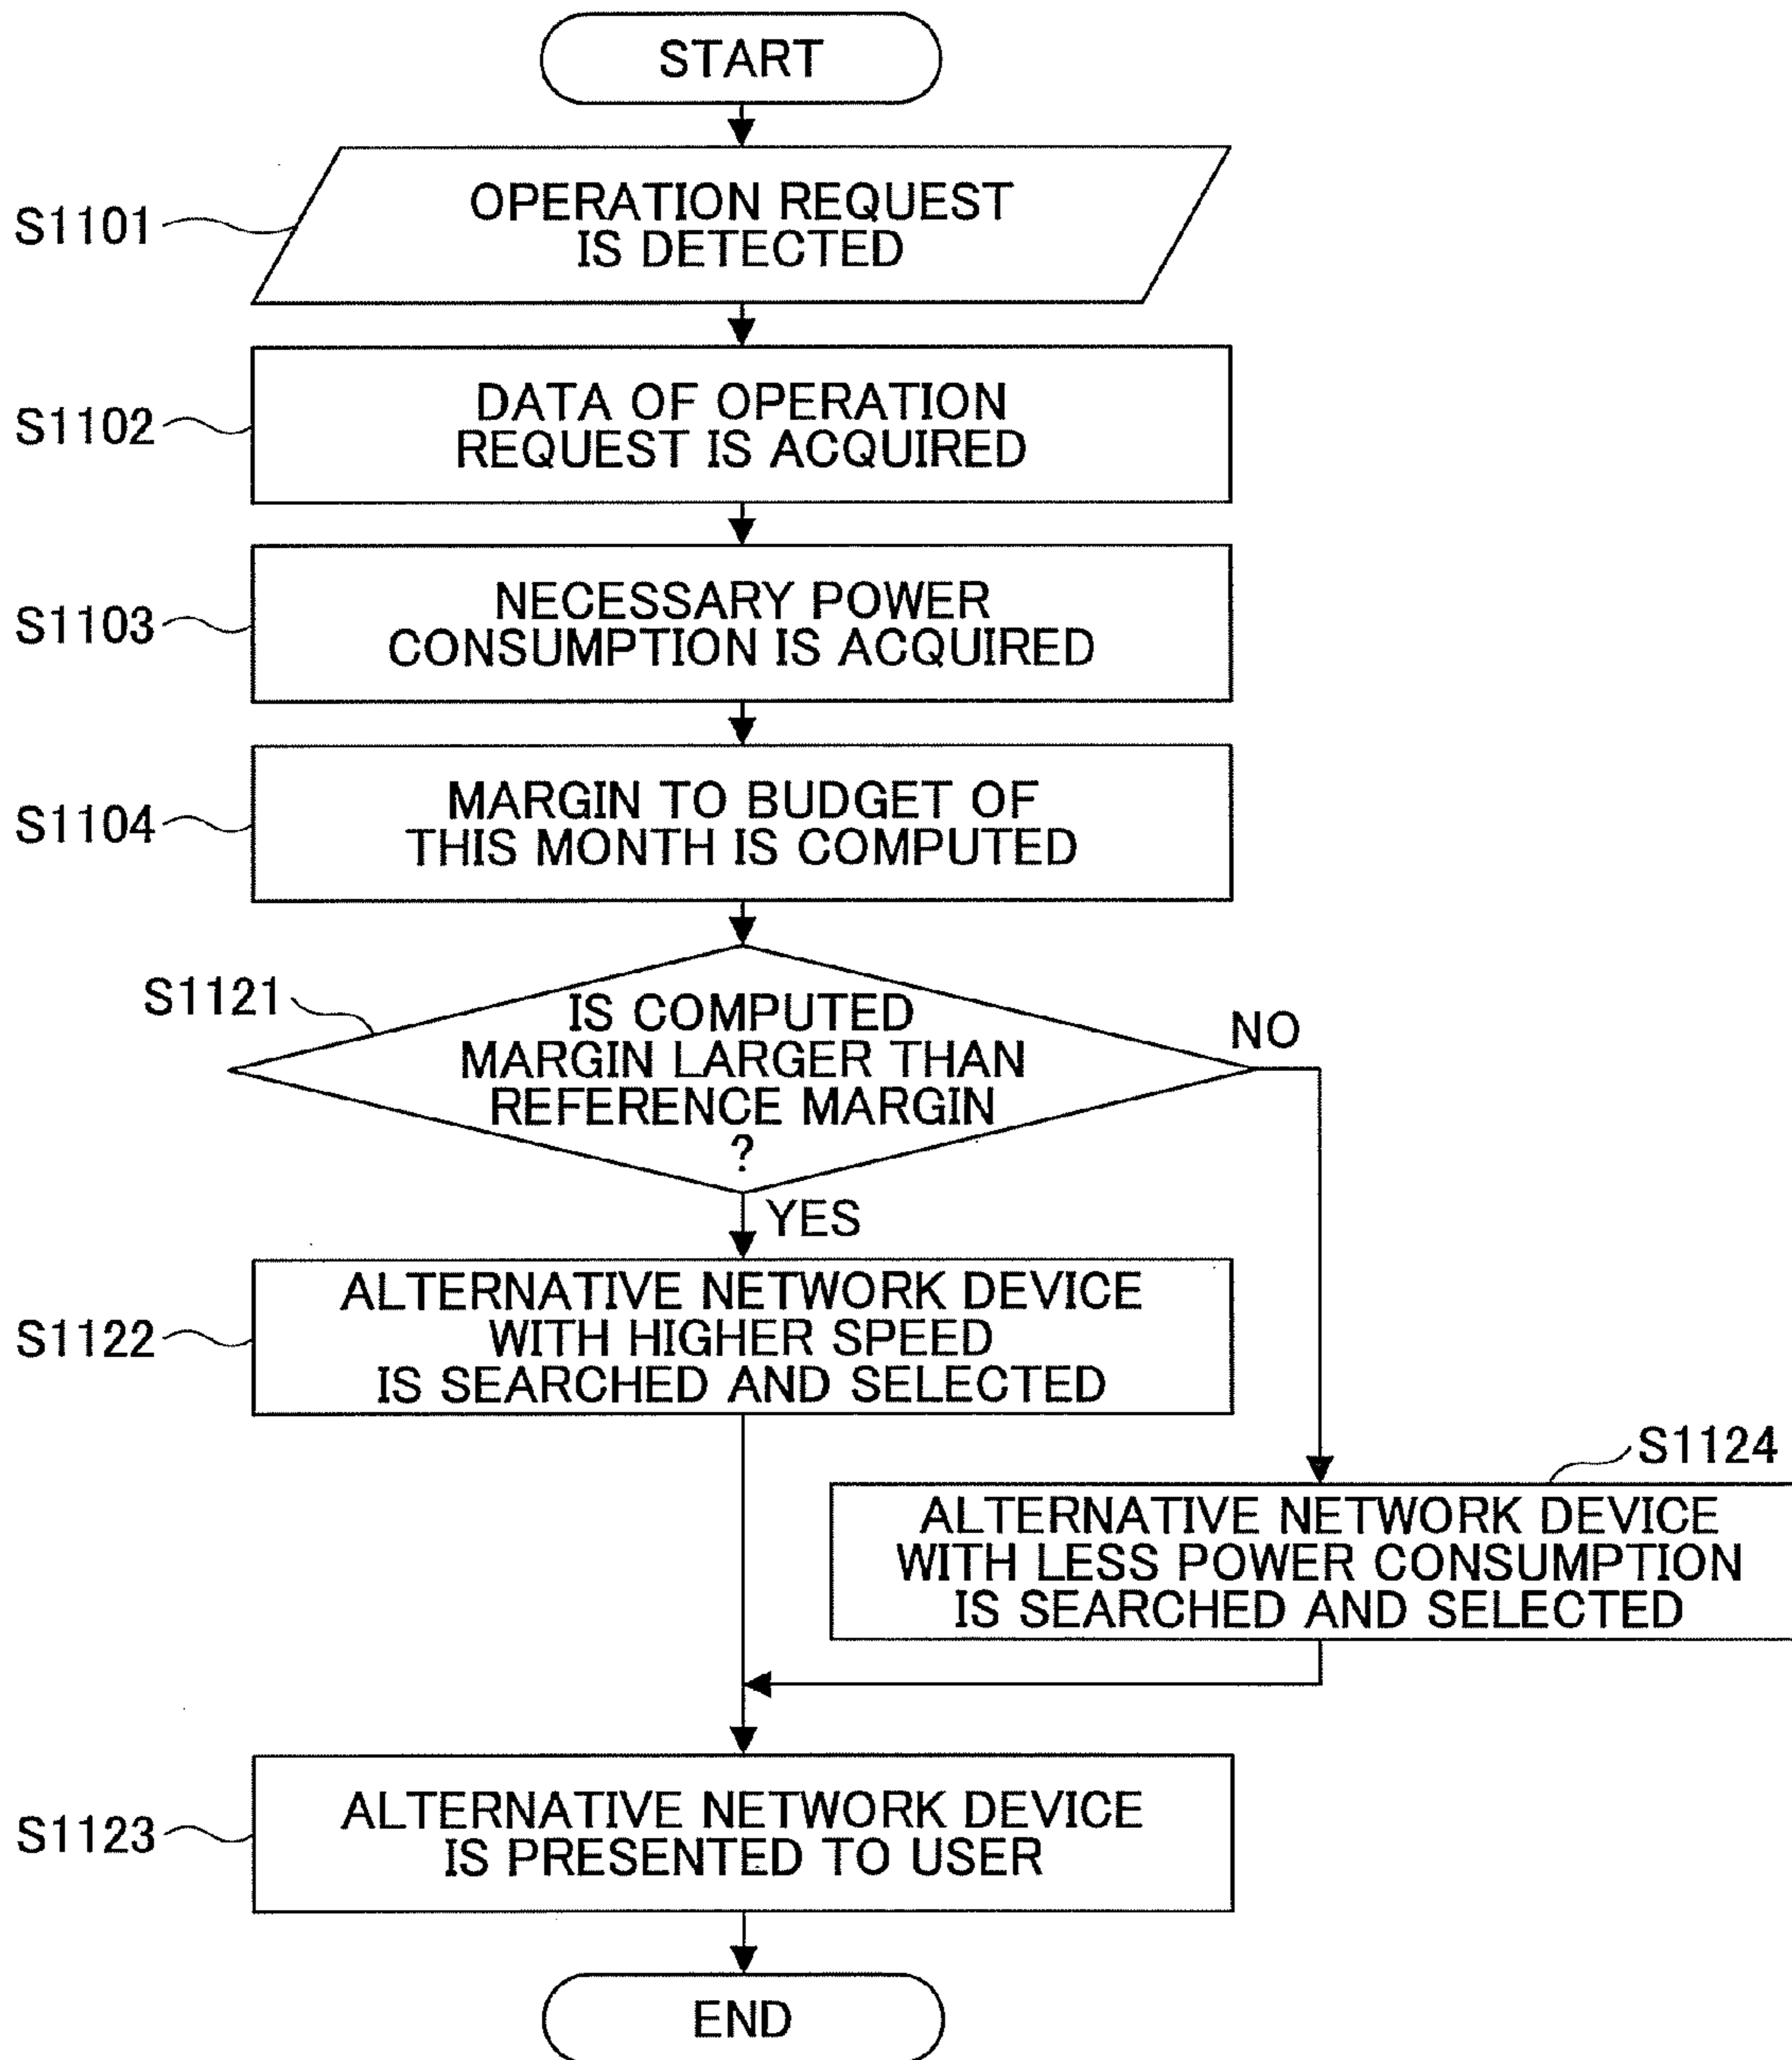 START
S1101
OPERATION REQUEST
IS DETECTED
S1102
DATA OF OPERATION
REQUEST IS ACQUIRED
S1103
NECESSARY POWER
CONSUMPTION IS ACQUIRED
S1104
MARGIN TO BUDGET OF
THIS MONTH IS COMPUTED
S1121
IS COMPUTED
MARGIN LARGER THAN
REFERENCE MARGIN
?
NO
YES
S1122
ALTERNATIVE NETWORK DEVICE
WITH HIGHER SPEED
IS SEARCHED AND SELECTED
S1124
ALTERNATIVE NETWORK DEVICE
WITH LESS POWER CONSUMPTION
IS SEARCHED AND SELECTED
S1123
ALTERNATIVE NETWORK DEVICE
IS PRESENTED TO USER
END